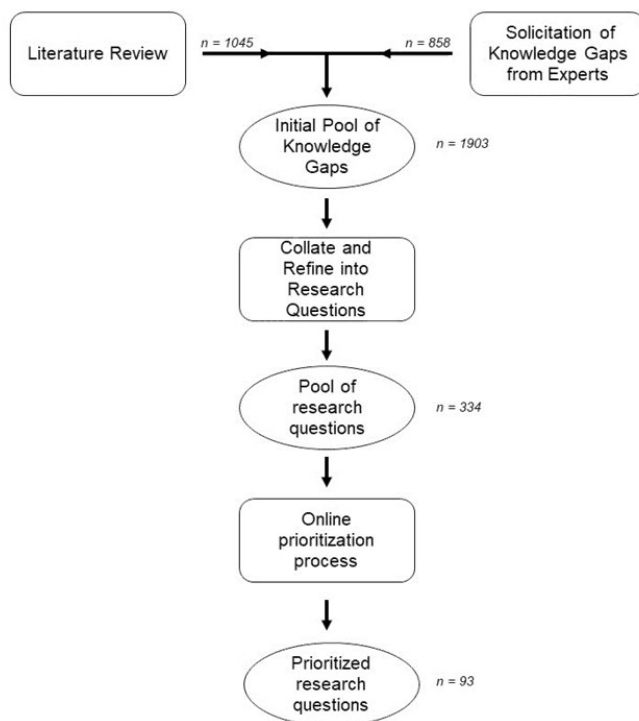 Literature Review
n = 1045
n = 858
Solicitation of
Knowledge Gaps
from Experts
Initial Pool of
Knowledge
Gaps
n = 1903
Collate and
Refine into
Research
Questions
Pool of
research
questions
n = 334
Online
prioritization
process
Prioritized
research
questions
n = 93